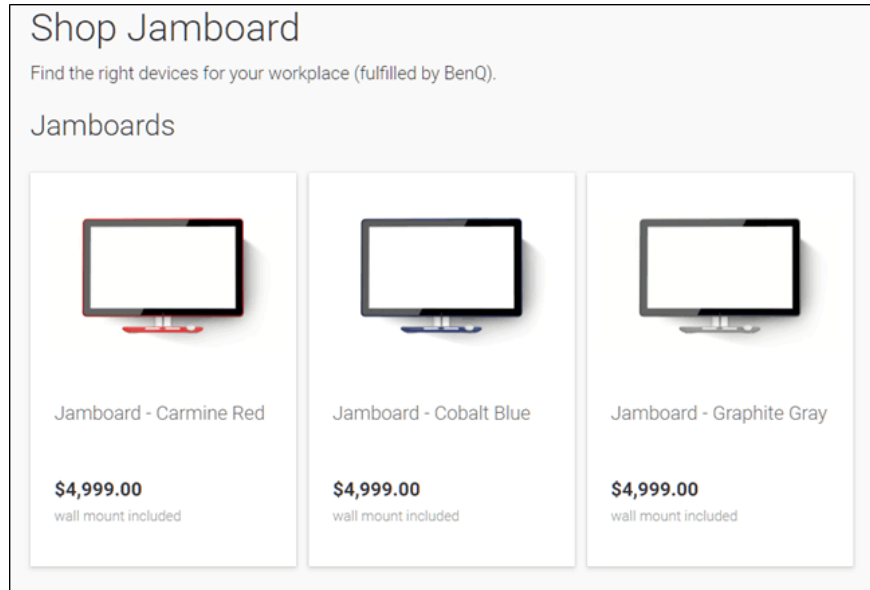 Shop Jamboard
Find the right devices for your workplace (fulfilled by BenQ).
Jamboards
Jamboard - Carmine Red
$4,999.00
wall mount included
Jamboard - Cobalt Blue
$4,999.00
wall mount included
Jamboard - Graphite Gray
$4,999.00
wall mount included